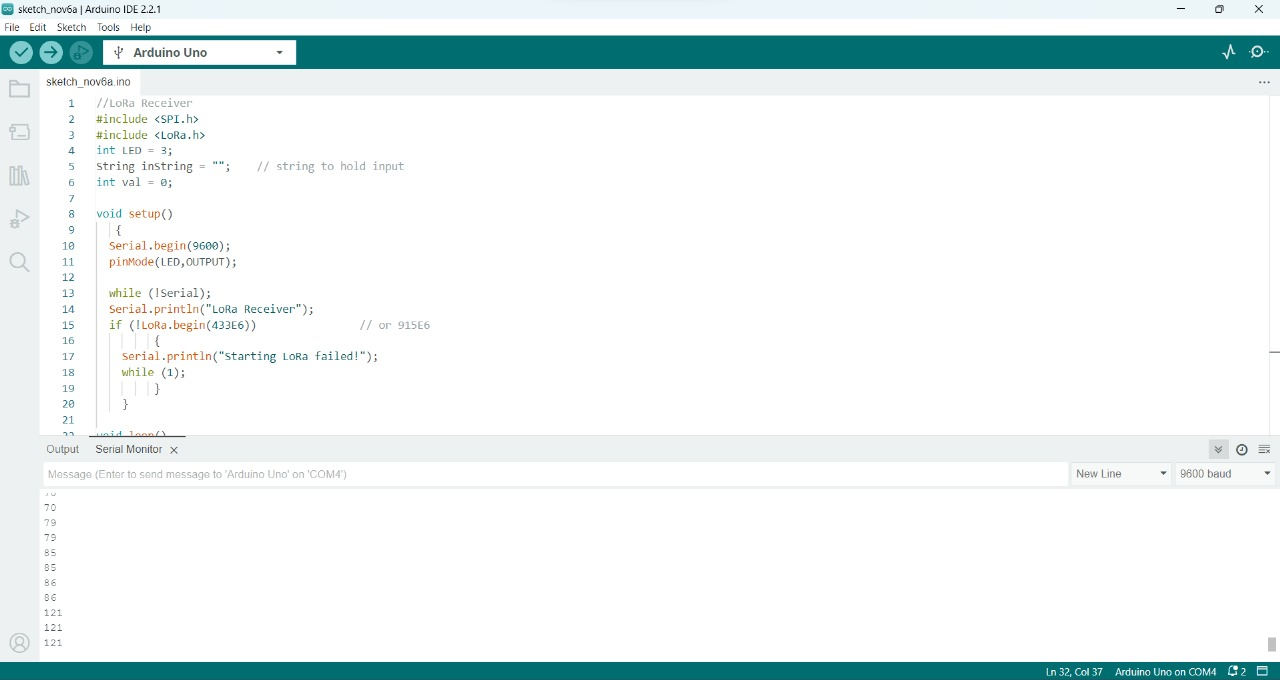 sketch_nov6a | Arduino IDE 2.2.1
File Edit Sketch Tools Help
Arduino Uno
sketch_nov6a.ino
1 //LoRa Receiver
2 #include <SPI.h>
3 #include <LoRa.h>
4 int LED = 3;
5 String inString = ""; // string to hold input
6 int val = 0;
7
8 void setup()
9 {
10 Serial.begin(9600);
11 pinMode(LED,OUTPUT);
12
13 while (!Serial);
14 Serial.println("LoRa Receiver");
15 if (!LoRa.begin(433E6)) // or 915E6
16 {
17 Serial.println("Starting LoRa failed!");
18 while (1);
19 }
20 }
21
22 void loop()
Output Serial Monitor
Message (Enter to send message to 'Arduino Uno' on 'COM4') New Line 9600 baud
70
79
79
85
85
86
86
121
121
121
Ln 32, Col 37 Arduino Uno on COM4 2